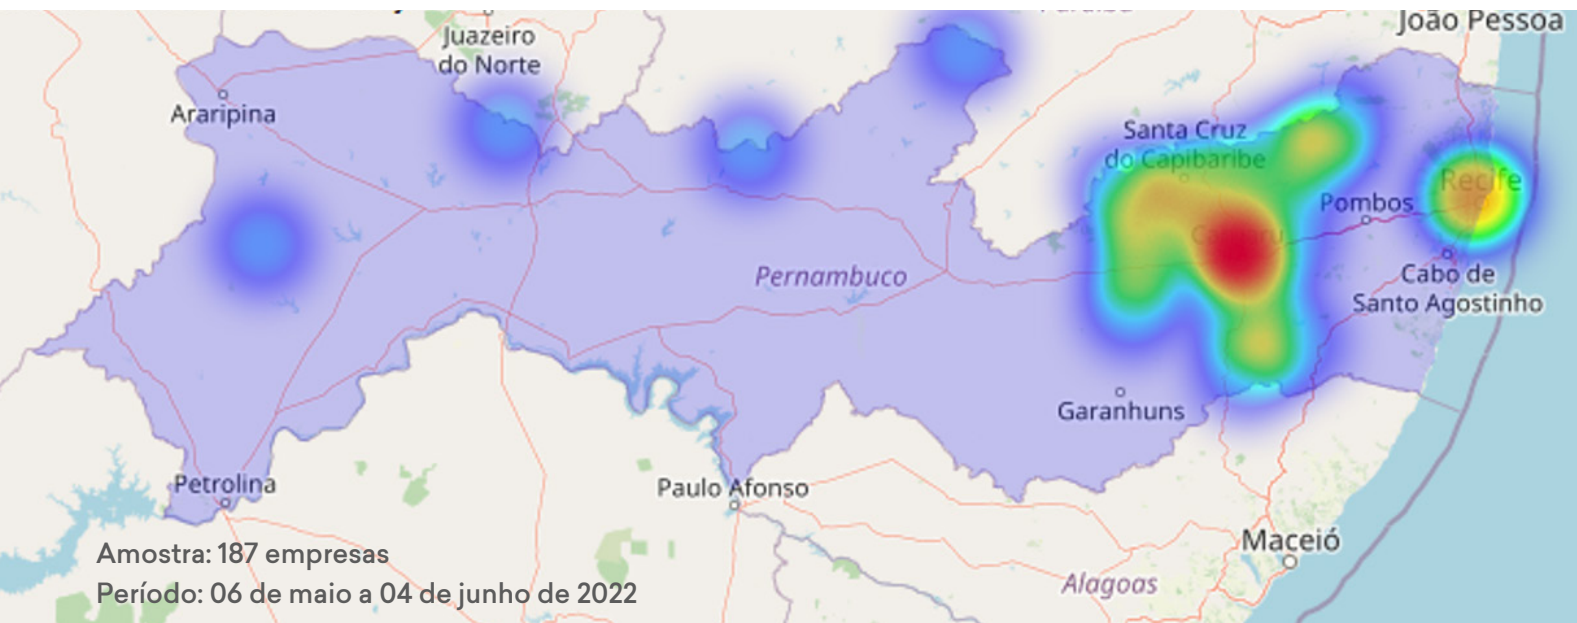 João Pessoa
Juazeiro
do Norte
Araripina
Santa Cruz
do Capibaribe
Recife
Pombos
Pernambuco
Cabo de
Santo Agostinho
Garanhuns
Petrolina
Paulo Afonso
Maceió
Alagoas
Amostra: 187 empresas
Período: 06 de maio a 04 de junho de 2022